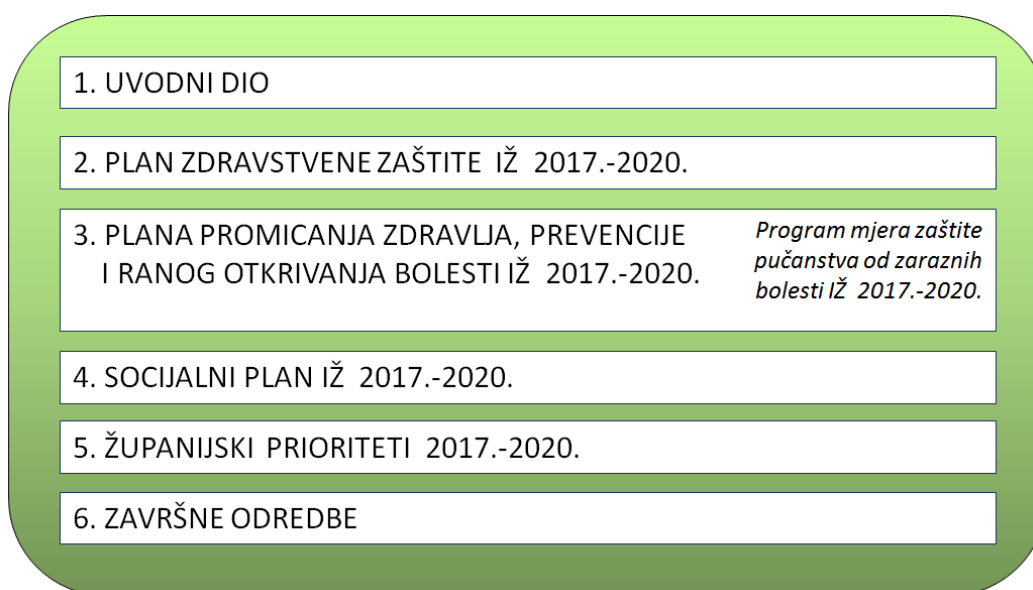 1. UVODNI DIO
2. PLAN ZDRAVSTVENE ZAŠTITE IŽ 2017.-2020.
3. PLANA PROMICANJA ZDRAVLJA, PREVENCIJE
I RANOG OTKRIVANJA BOLESTI IŽ 2017.-2020.
Program mjera zaštite
pučanstva od zaraznih
bolesti IŽ 2017.-2020.
4. SOCIJALNI PLAN IŽ 2017.-2020.
5. ŽUPANIJSKI PRIORITETI 2017.-2020.
6. ZAVRŠNE ODREDBE